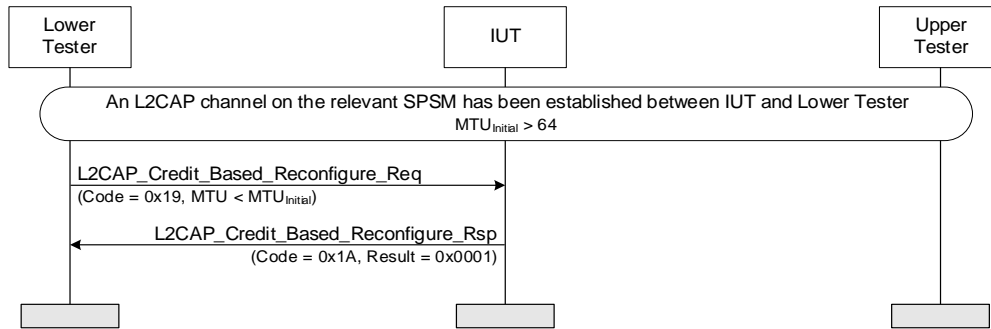 Lower
Tester
IUT
Upper
Tester
An L2CAP channel on the relevant SPSM has been established between IUT and Lower Tester
MTUInitial > 64
L2CAP_Credit_Based_Reconfigure_Req
(Code = 0x19, MTU < MTUInitial)
L2CAP_Credit_Based_Reconfigure_Rsp
(Code = 0x1A, Result = 0x0001)